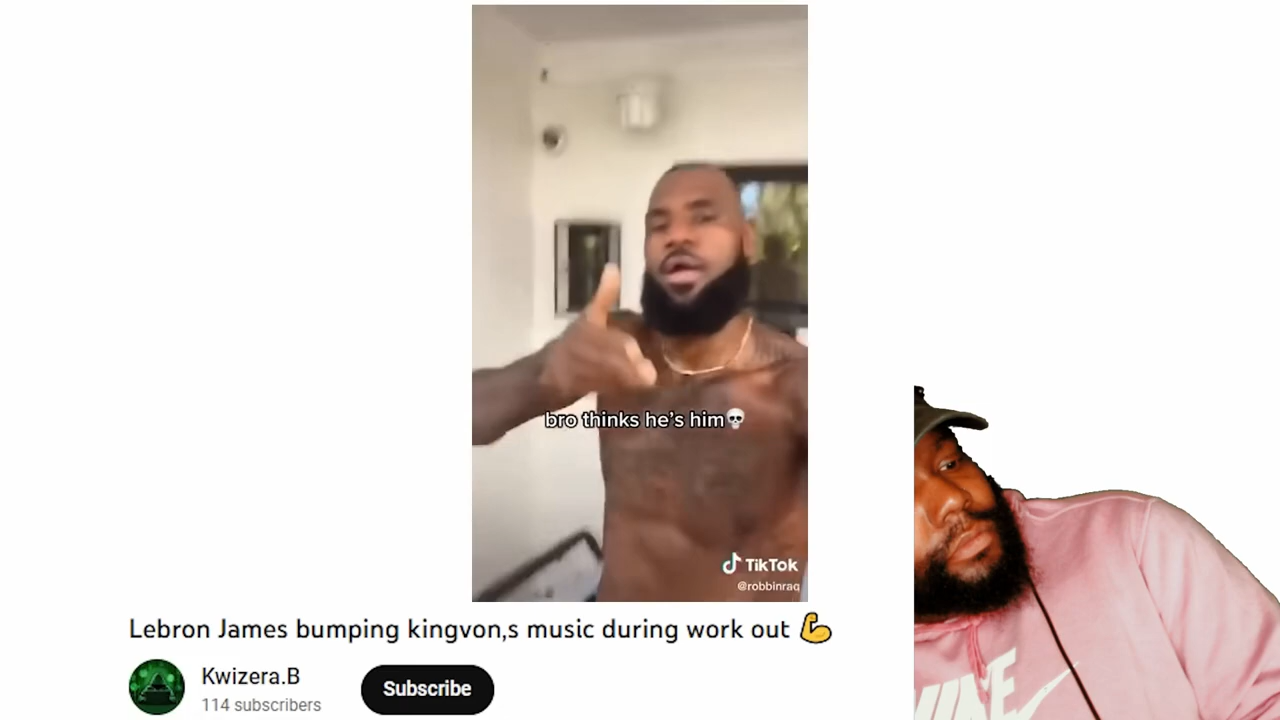 bro thinks he's him💀
TikTok
@robbinraq
Lebron James bumping kingvon,s music during work out 💪
Kwizera.B
114 subscribers
Subscribe